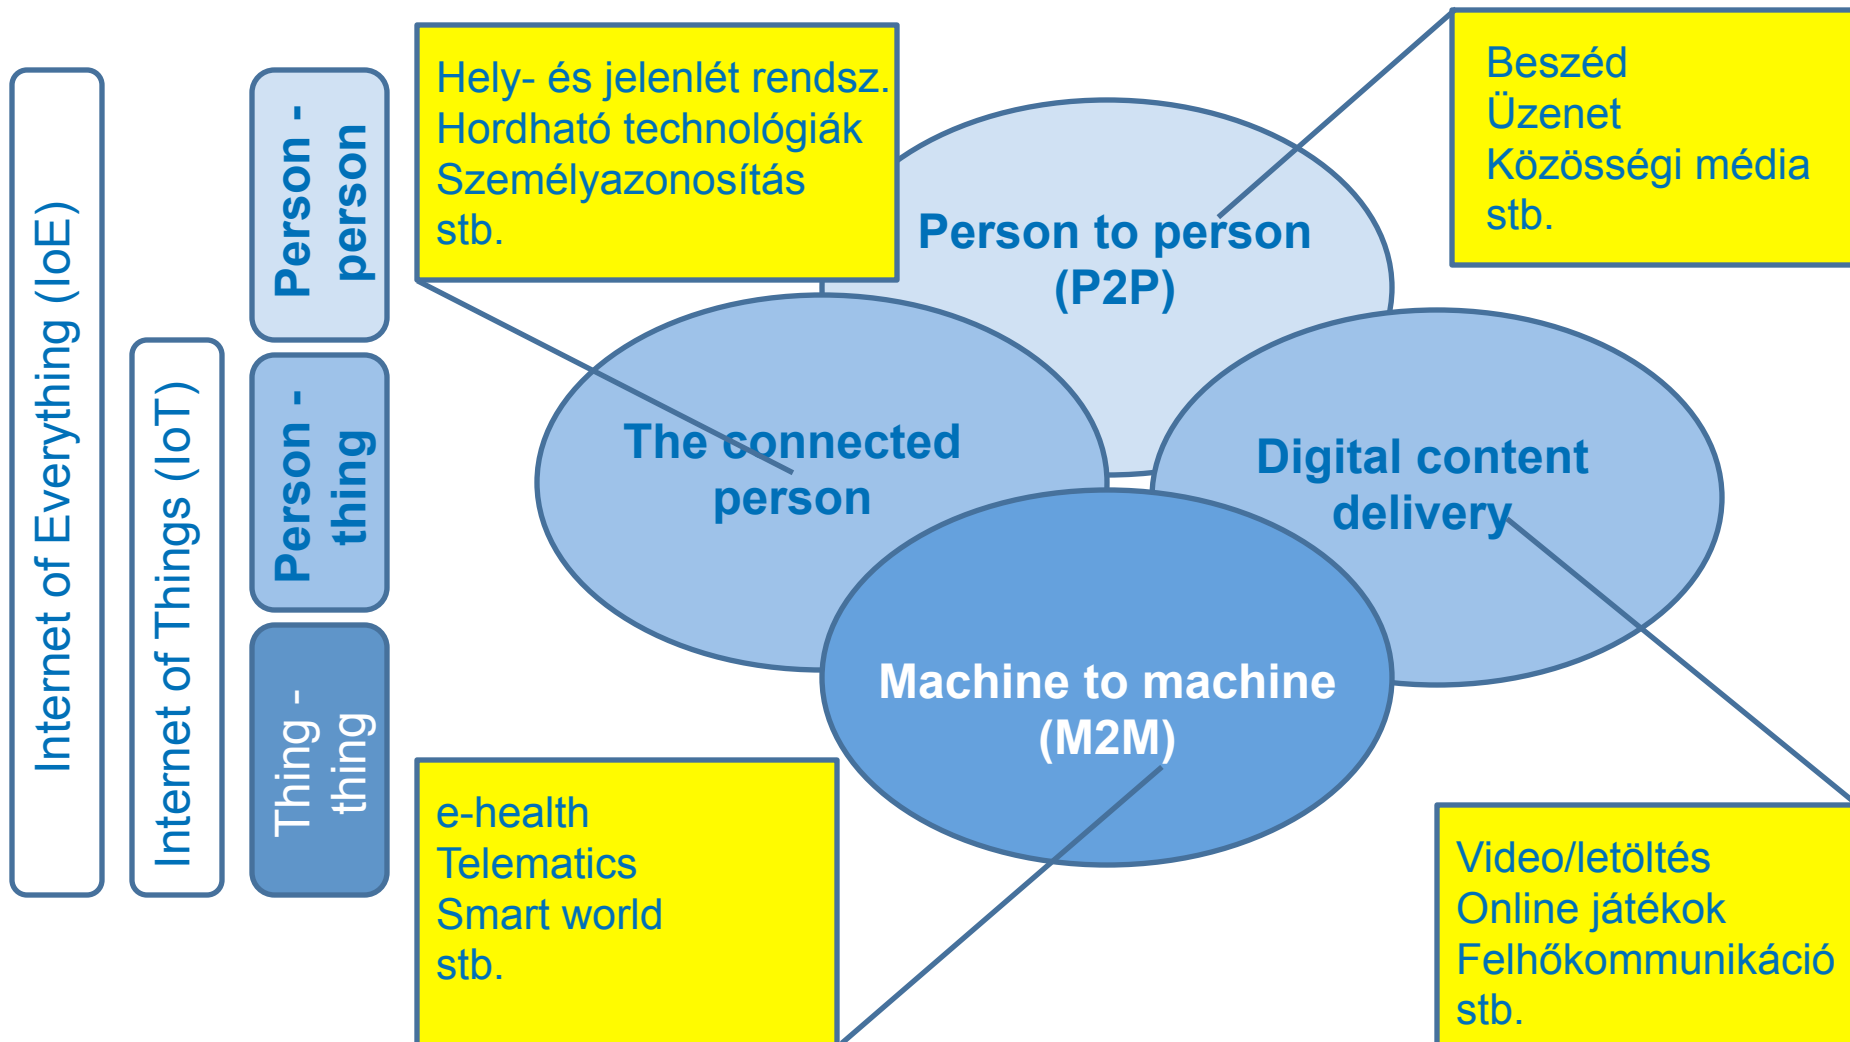 Internet of Everything (IoE)
Internet of Things (IoT)
Person -
person
Person -
thing
Thing -
thing
Hely- és jelenlét rendsz.
Hordható technológiák
Személyazonosítás
stb.
Beszéd
Üzenet
Közösségi média
stb.
Person to person
(P2P)
The connected
person
Digital content
delivery
Machine to machine
(M2M)
e-health
Telematics
Smart world
stb.
Video/letöltés
Online játékok
Felhőkommunikáció
stb.